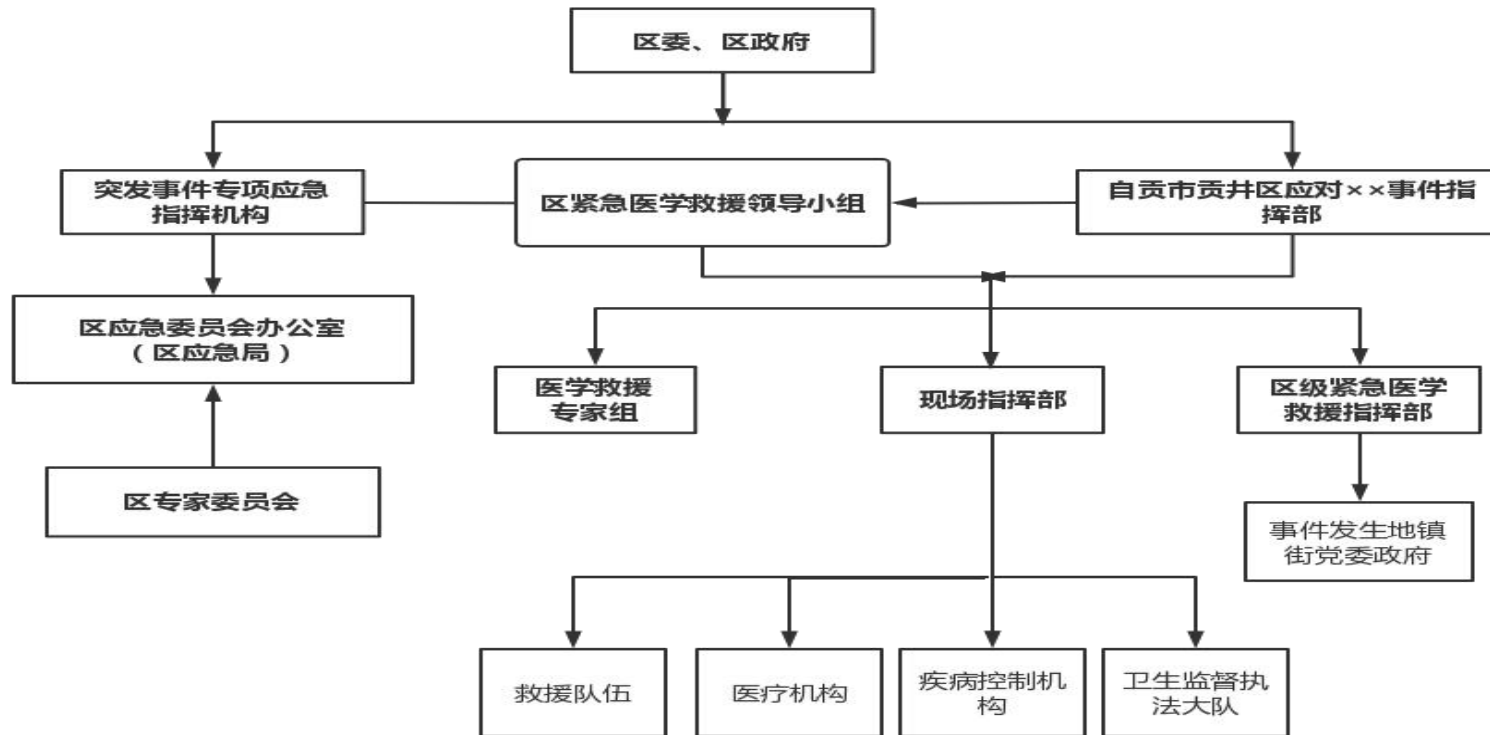 区委、区政府
突发事件专项应急
指挥机构
区紧急医学救援领导小组
自贡市贡井区应对××事件指
挥部
区应急委员会办公室
（区应急局）
医学救援
专家组
现场指挥部
区级紧急医学
救援指挥部
区专家委员会
事件发生地镇
街党委政府
救援队伍
医疗机构
疾病控制机
构
卫生监督执
法大队